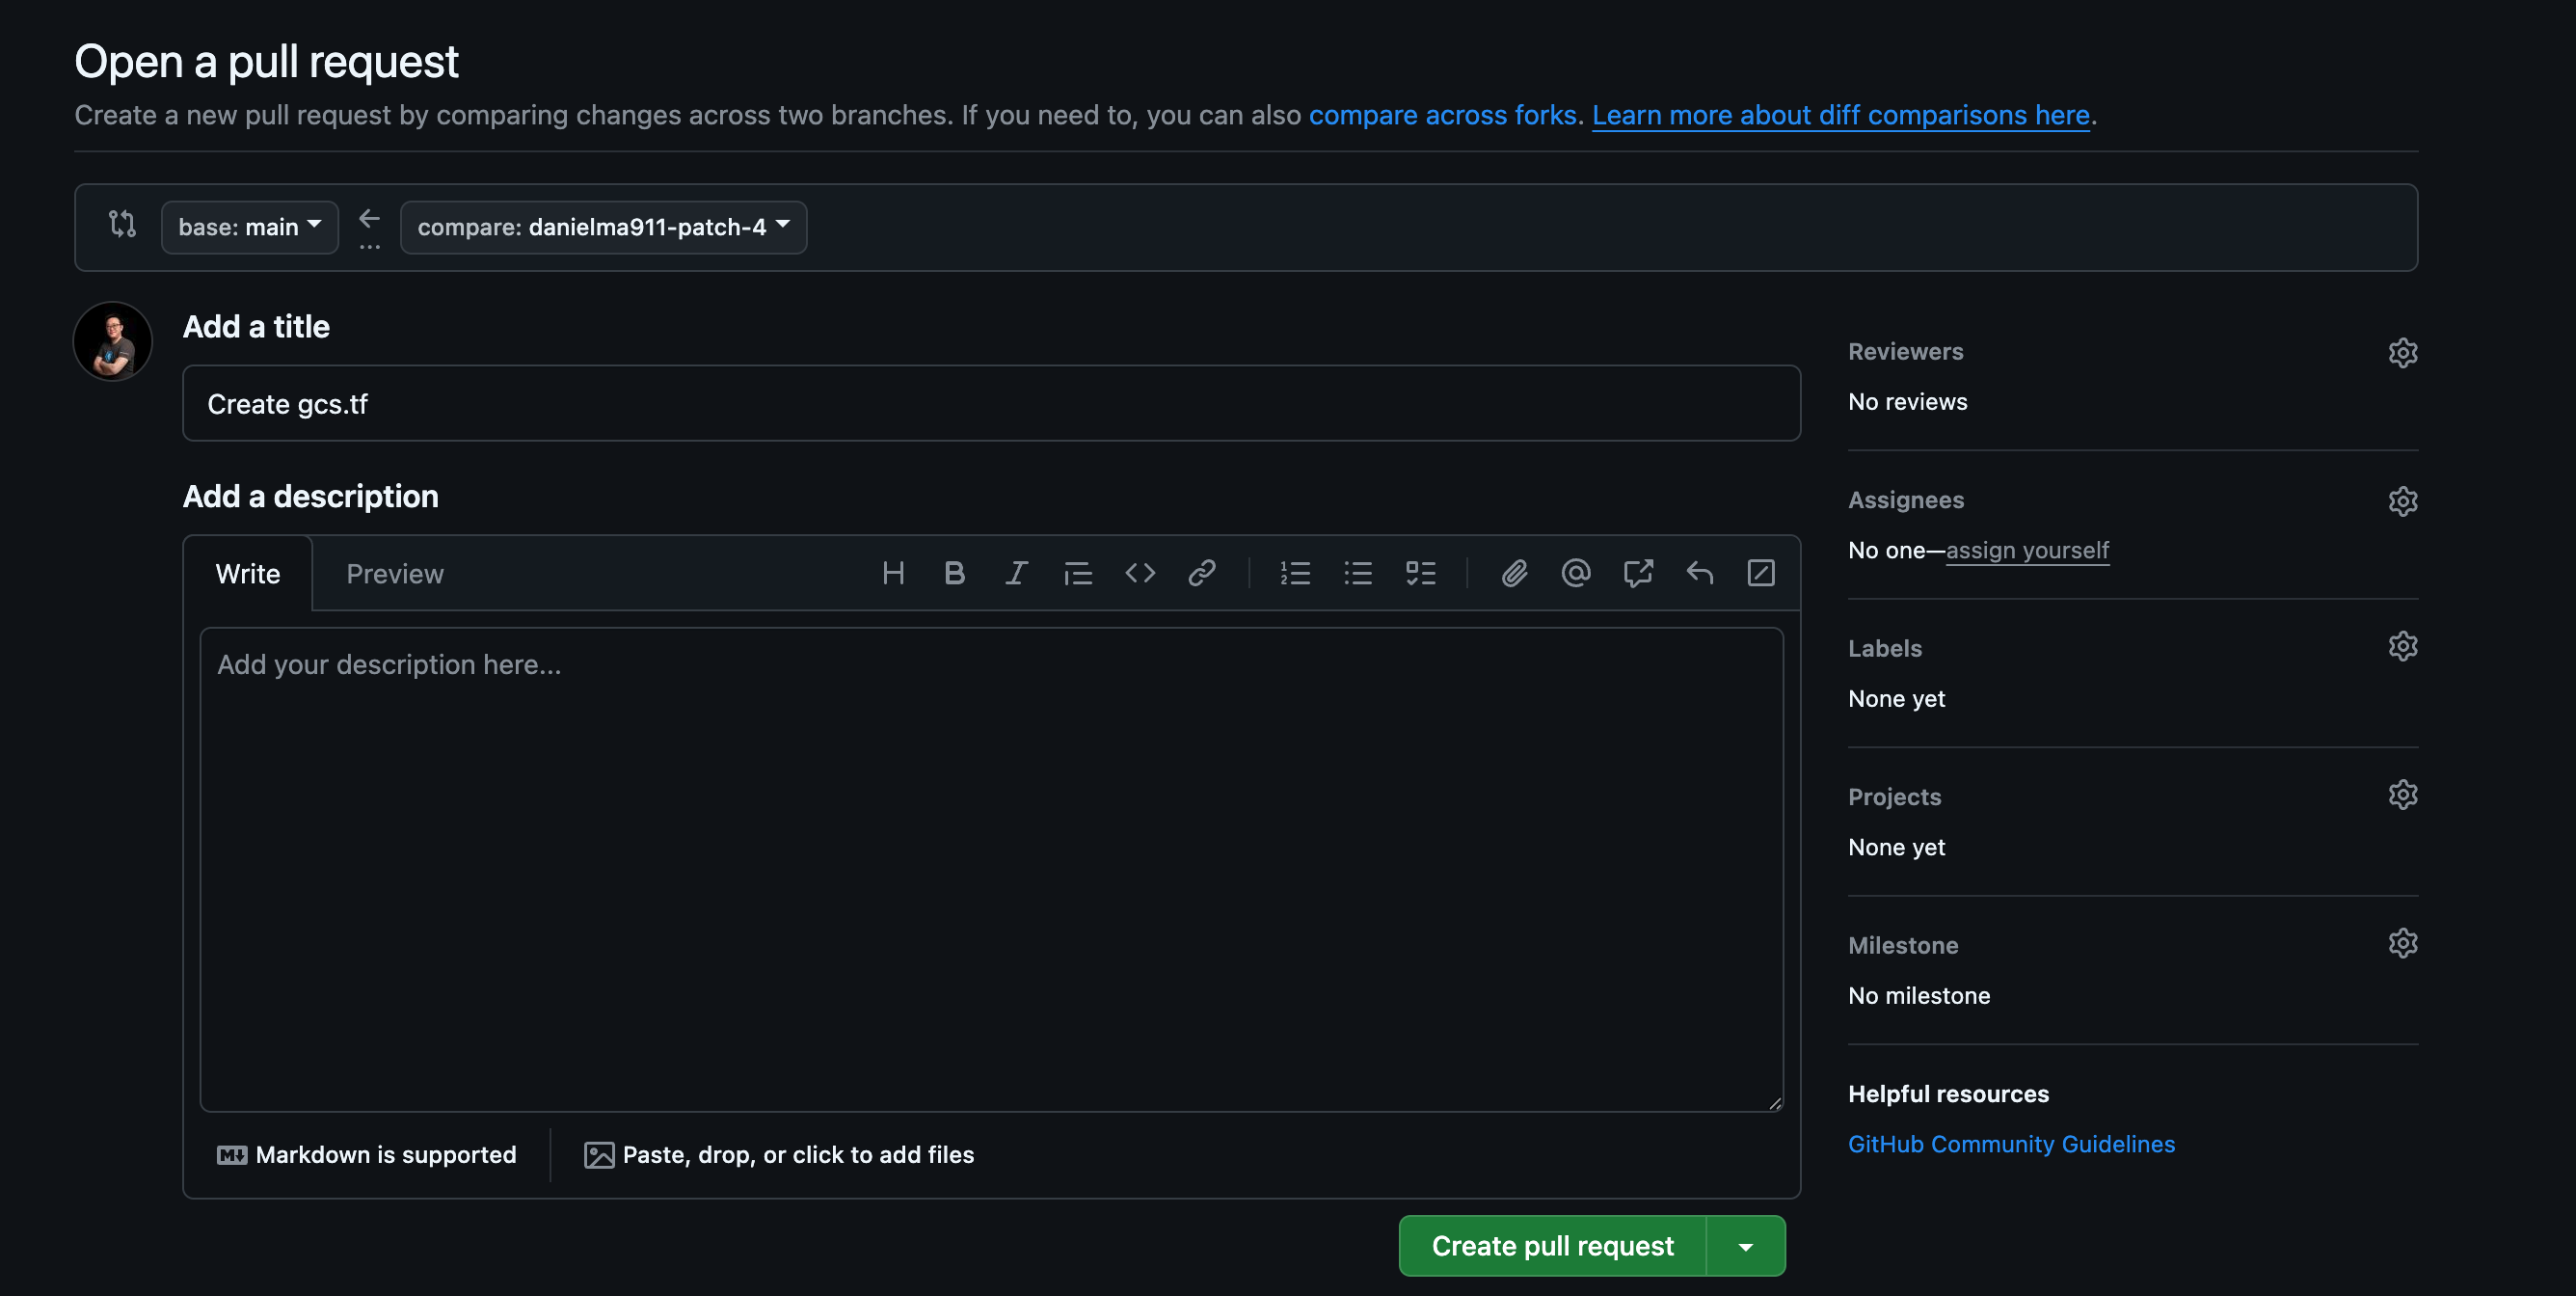 Open a pull request
Create a new pull request by comparing changes across two branches. If you need to, you can also compare across forks. Learn more about diff comparisons here.
base: main
...
compare: danielma911-patch-4
Add a title
Create gcs.tf
Add a description
Write Preview
Add your description here...
Markdown is supported
Paste, drop, or click to add files
Create pull request
Reviewers
No reviews
Assignees
No one—assign yourself
Labels
None yet
Projects
None yet
Milestone
No milestone
Helpful resources
GitHub Community Guidelines